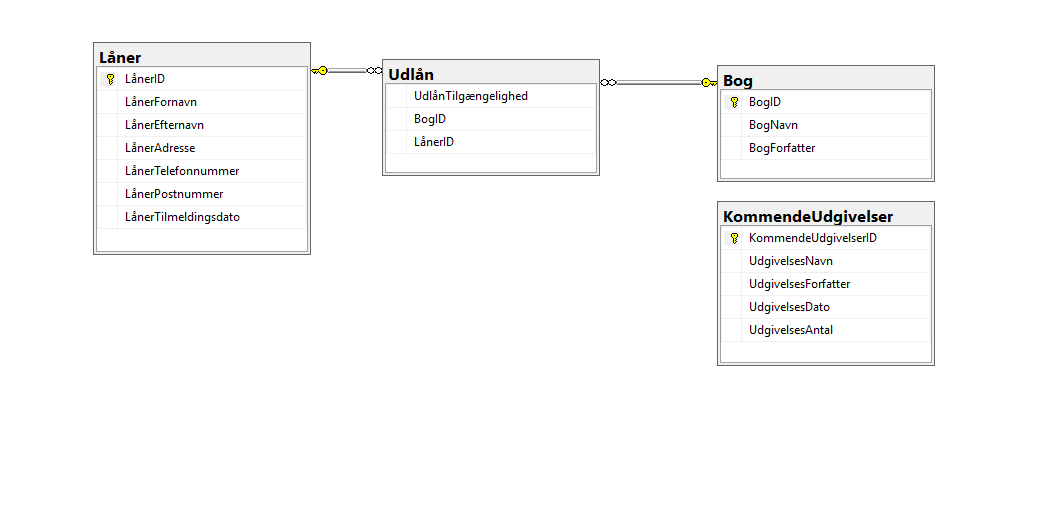 Låner
LånerID
LånerFornavn
LånerEfternavn
LånerAdresse
LånerTelefonnummer
LånerPostnummer
LånerTilmeldingsdato
Udlån
UdlånTilgængelighed
BogID
LånerID
Bog
BogID
BogNavn
BogForfatter
KommendeUdgivelser
KommendeUdgivelserID
UdgivelsesNavn
UdgivelsesForfatter
UdgivelsesDato
UdgivelsesAntal